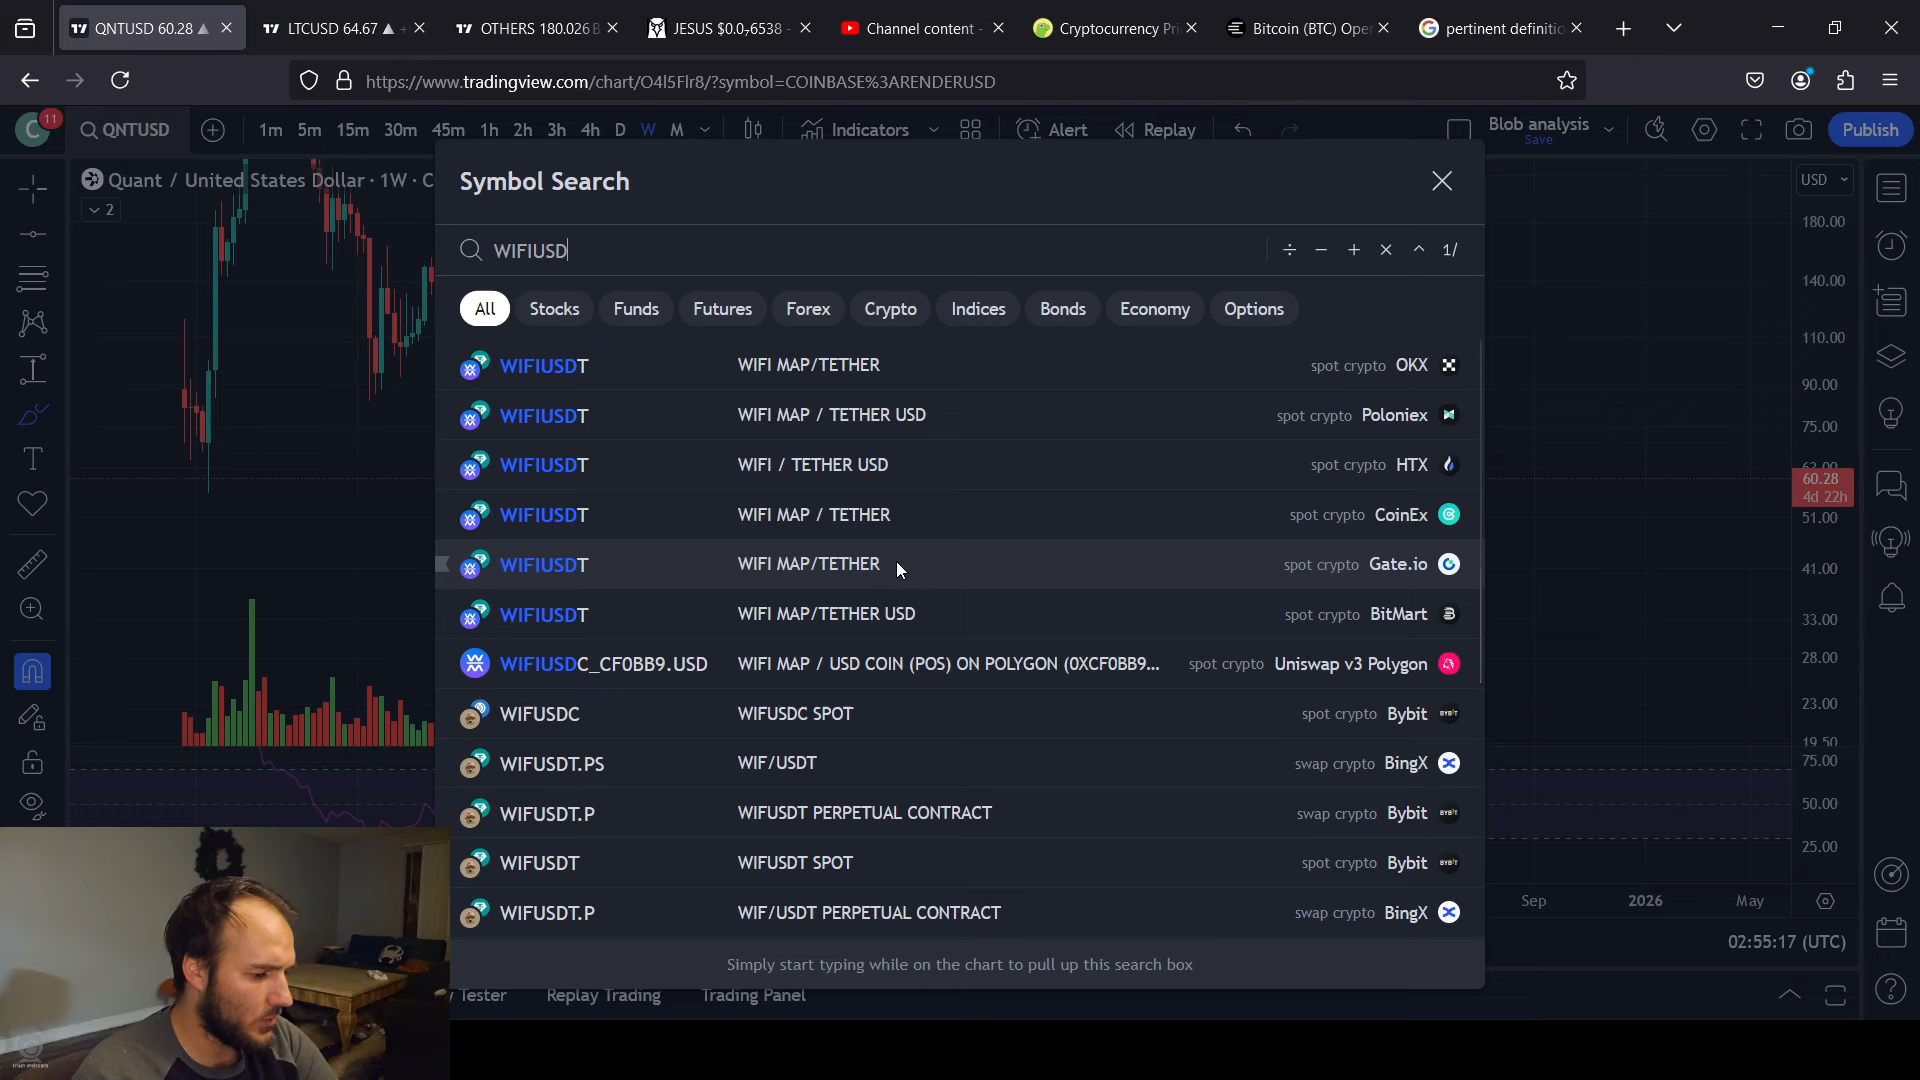 QNTUSD 60.28
LTCUSD 64.67
OTHERS 180.026B
JESUS $0.0₇6538 -
Channel content -
Cryptocurrency Pri
Bitcoin (BTC) Ope
pertinent definitio
https://www.tradingview.com/chart/O4l5Flr8/?symbol=COINBASE%3ARENDERUSD
C
11
QNTUSD
1m 5m 15m 30m 45m 1h 2h 3h 4h D W M
Indicators
Alert
Replay
Blob analysis
Save
Publish
Quant / United States Dollar · 1W · C
2
USD
Symbol Search
WIFIUSD
÷ − + × ^ 1/
All Stocks Funds Futures Forex Crypto Indices Bonds Economy Options
WIFIUSDT WIFI MAP/TETHER spot crypto OKX
WIFIUSDT WIFI MAP / TETHER USD spot crypto Poloniex
WIFIUSDT WIFI / TETHER USD spot crypto HTX
WIFIUSDT WIFI MAP / TETHER spot crypto CoinEx
WIFIUSDT WIFI MAP/TETHER spot crypto Gate.io
WIFIUSDT WIFI MAP/TETHER USD spot crypto BitMart
WIFIUSDC_CF0BB9.USD WIFI MAP / USD COIN (POS) ON POLYGON (0XCF0BB9... spot crypto Uniswap v3 Polygon
WIFUSDC WIFUSDC SPOT spot crypto Bybit
WIFUSDT.PS WIF/USDT swap crypto BingX
WIFUSDT.P WIFUSDT PERPETUAL CONTRACT swap crypto Bybit
WIFUSDT WIFUSDT SPOT spot crypto Bybit
WIFUSDT.P WIF/USDT PERPETUAL CONTRACT swap crypto BingX
Simply start typing while on the chart to pull up this search box
180.00
140.00
110.00
90.00
75.00
60.28
4d 22h
51.00
41.00
33.00
28.00
23.00
19.50
75.00
50.00
25.00
Sep 2026 May
02:55:17 (UTC)
y Tester Replay Trading Trading Panel